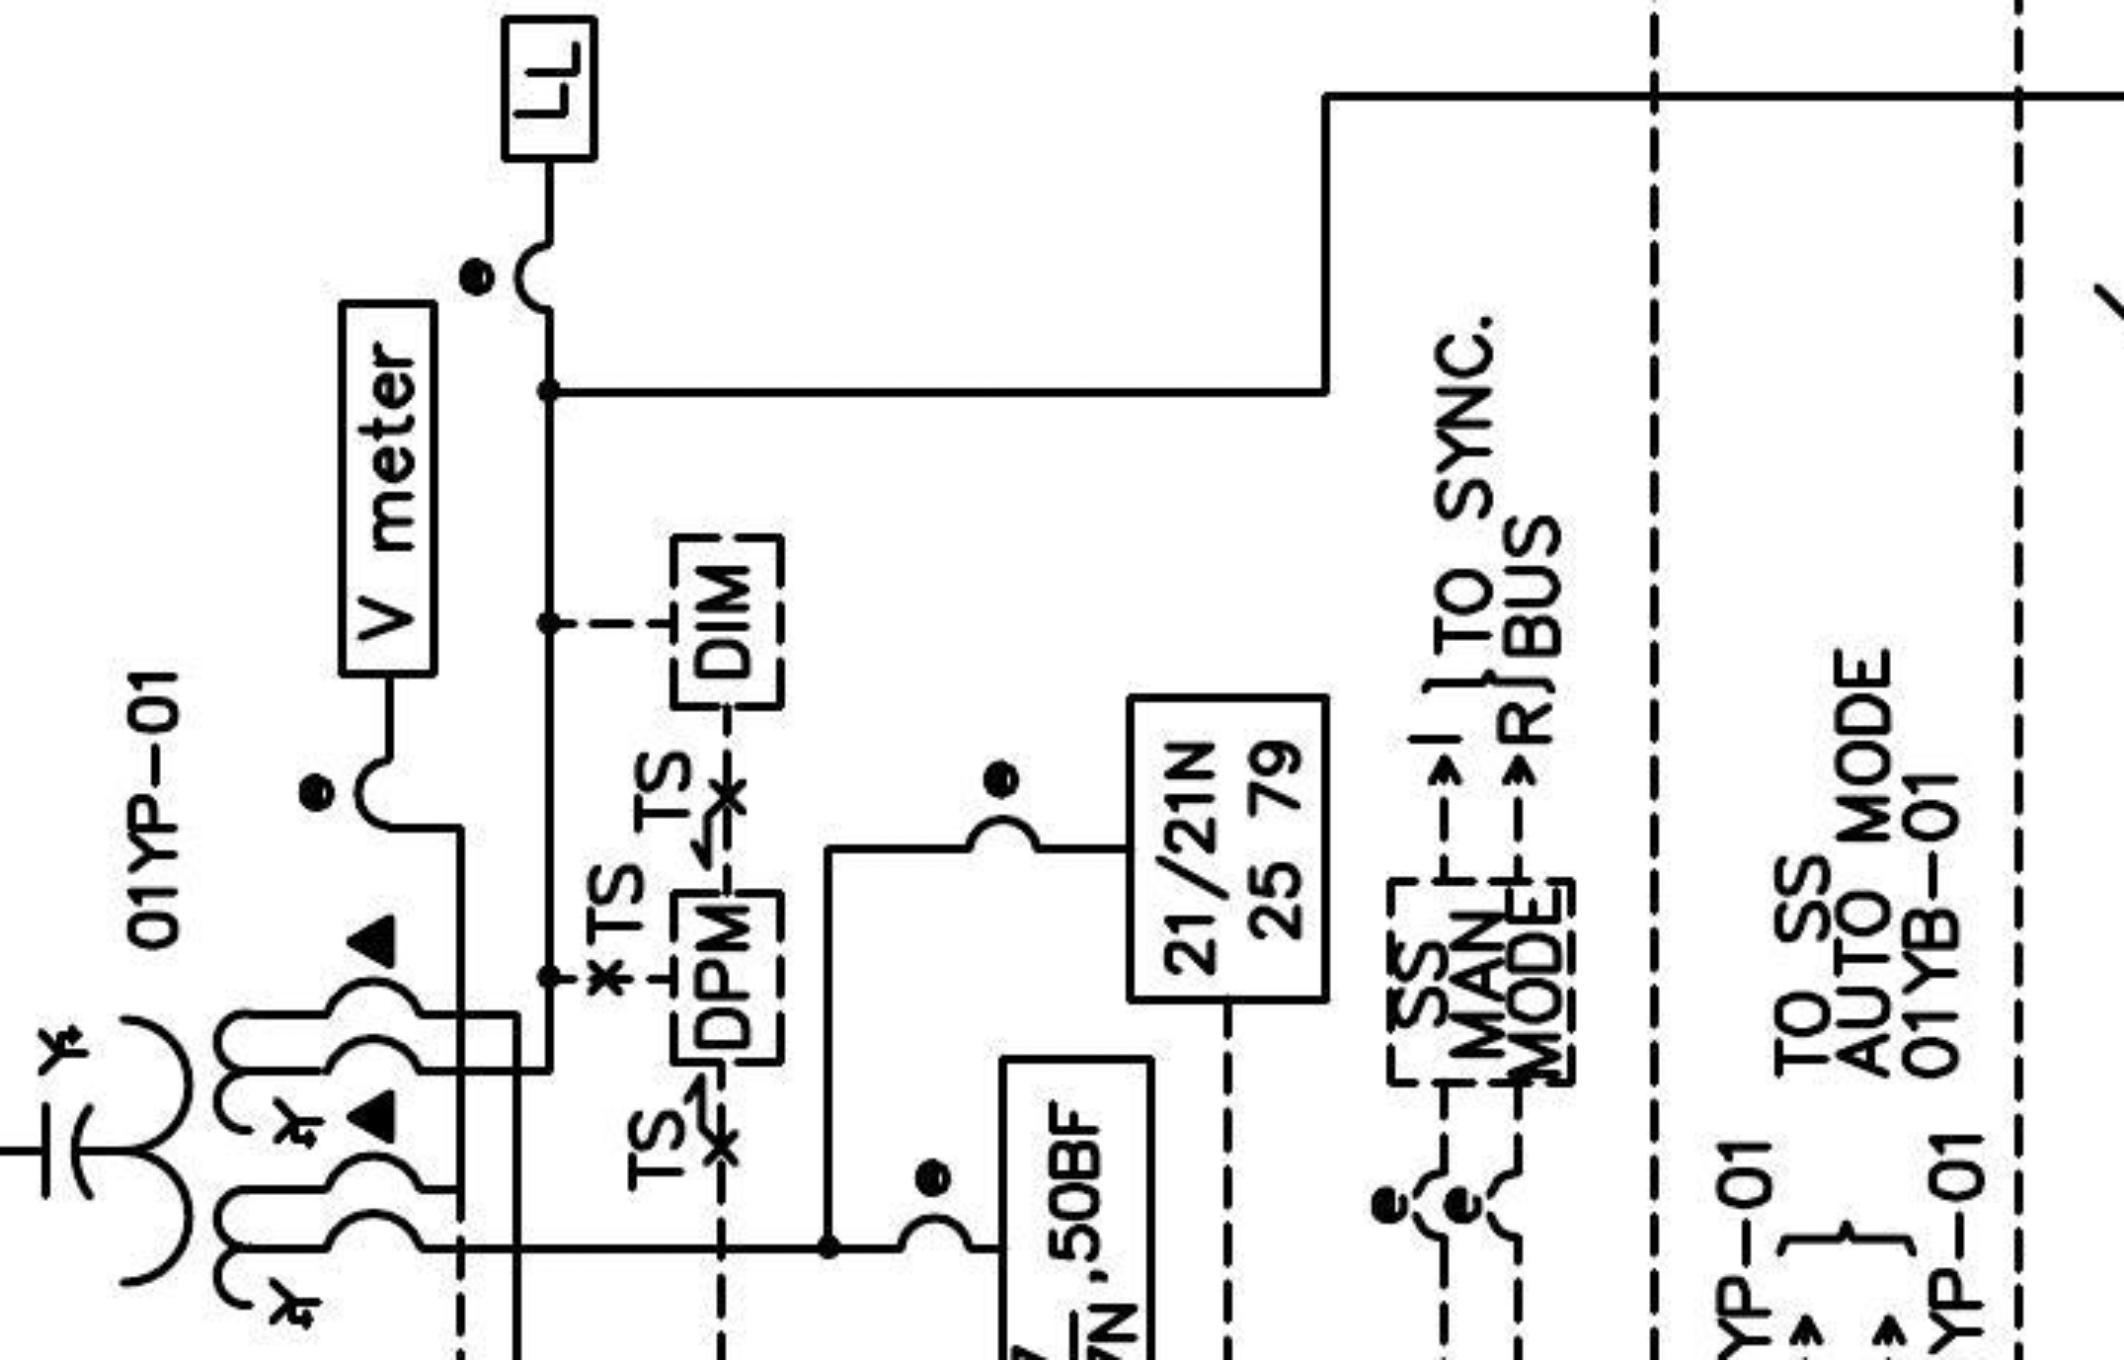 LL
V meter
01YP-01
DIM
TS
TS
DPM
TS
21/21N
25 79
,50BF
I
R
TO SYNC.
BUS
SS
MAN
MODE
TO SS
AUTO MODE
01YB-01
YP-01
YP-01